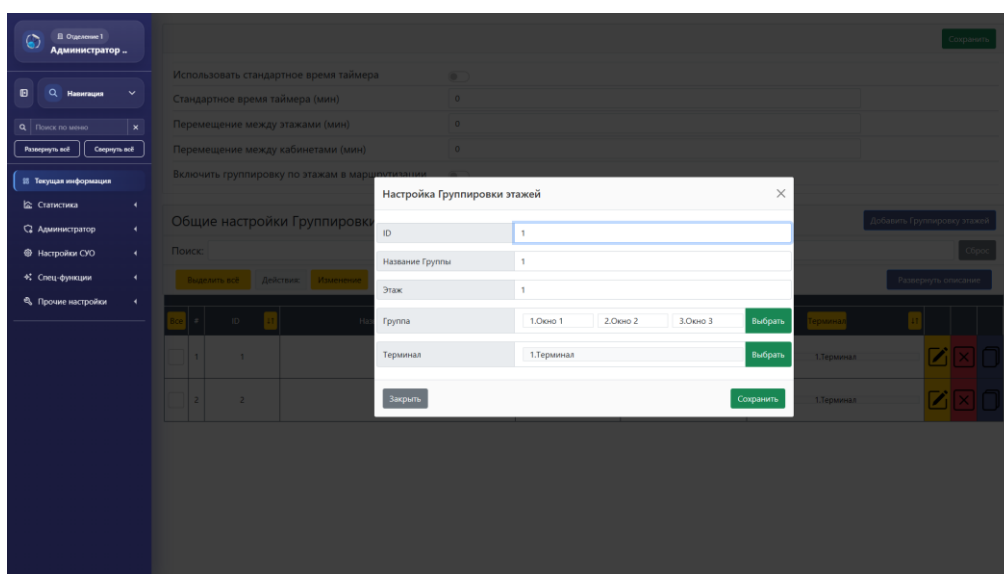 Отделение 1
Администратор ..
Сохранить
Навигация
Поиск по меню
Развернуть всё
Свернуть всё
Текущая информация
Статистика
Администратор
Настройки СУО
Спец-функции
Прочие настройки
Использовать стандартное время таймера
Стандартное время таймера (мин) 0
Перемещение между этажами (мин) 0
Перемещение между кабинетами (мин) 0
Включить группировку по этажам в маршрутизации
Общие настройки Группировки
Добавить Группировку этажей
Поиск:
Сброс
Выделить всё Действия: Изменение
Развернуть описание
Все # ID Терминал
1 1 1.Терминал
2 2 1.Терминал
Настройка Группировки этажей
ID 1
Название Группы 1
Этаж 1
Группа 1.Окно 1 2.Окно 2 3.Окно 3 Выбрать
Терминал 1.Терминал Выбрать
Закрыть Сохранить